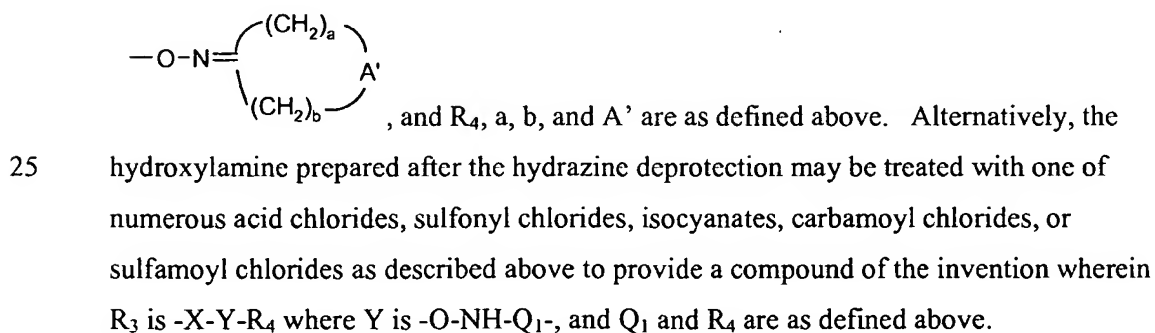 (CH₂)ₐ
—O-N=
A'
(CH₂)b
, and R₄, a, b, and A' are as defined above. Alternatively, the
25 hydroxylamine prepared after the hydrazine deprotection may be treated with one of
numerous acid chlorides, sulfonyl chlorides, isocyanates, carbamoyl chlorides, or
sulfamoyl chlorides as described above to provide a compound of the invention wherein
R₃ is -X-Y-R₄ where Y is -O-NH-Q₁-, and Q₁ and R₄ are as defined above.